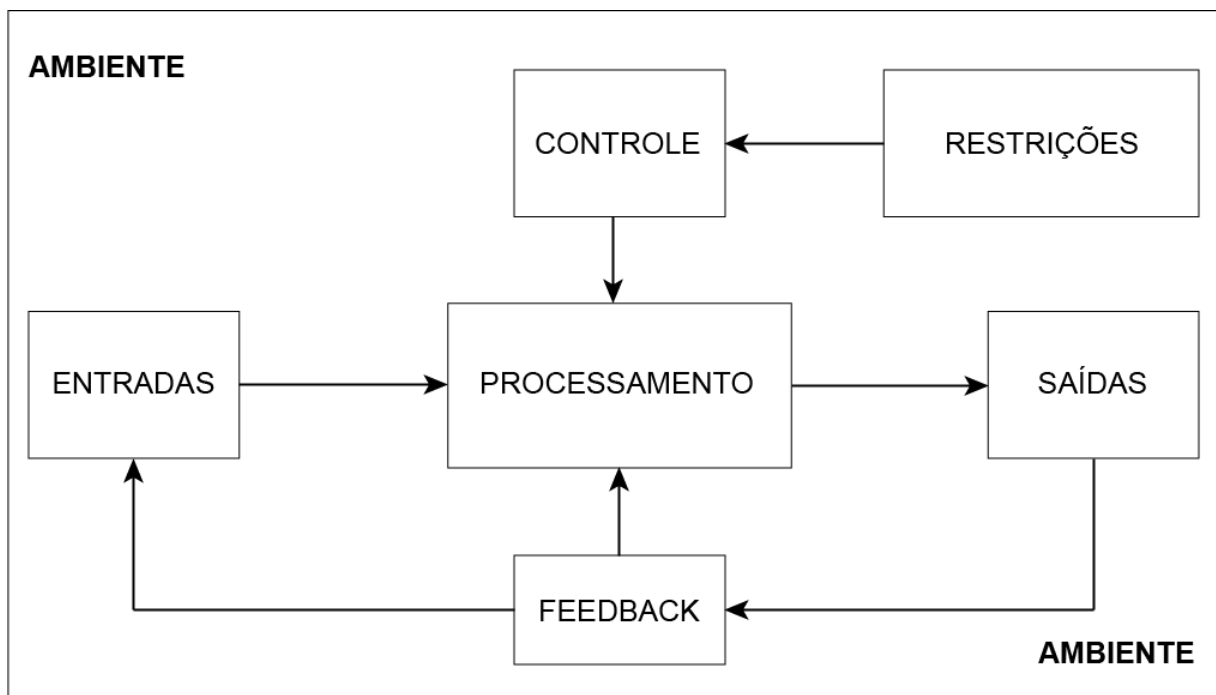 AMBIENTE
CONTROLE
RESTRIÇÕES
ENTRADAS
PROCESSAMENTO
SAÍDAS
FEEDBACK
AMBIENTE